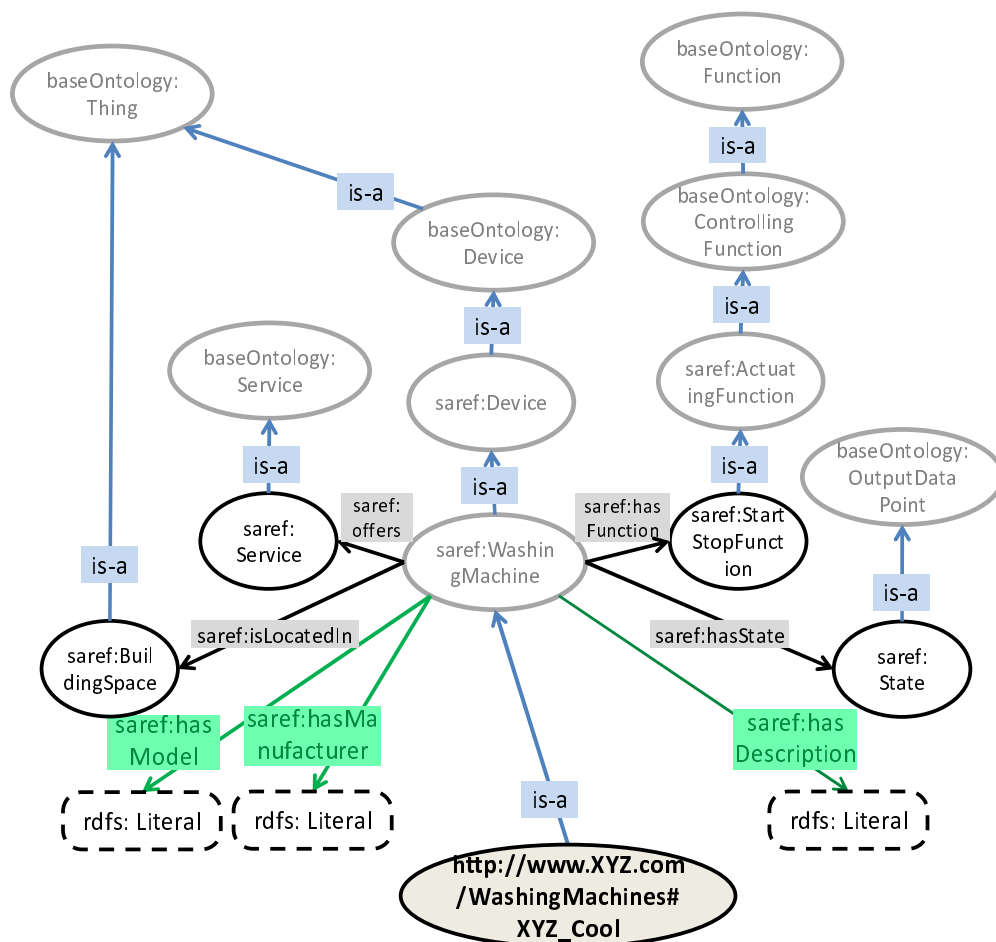 baseOntology:
Function
baseOntology:
Thing
is-a
is-a
baseOntology:
Controlling
Function
baseOntology:
Device
is-a
is-a
baseOntology:
Service
saref:Actuat
ingFunction
saref:Device
is-a
is-a
is-a
baseOntology:
OutputData
Point
saref:
offers
saref:has
Function
saref:
Service
saref:Start
StopFunct
ion
saref:Washin
gMachine
is-a
is-a
saref:isLocatedIn
saref:hasState
saref:Buil
dingSpace
saref:
State
saref:has
Model
saref:hasMa
nufacturer
saref:has
Description
is-a
rdfs: Literal
rdfs: Literal
rdfs: Literal
http://www.XYZ.com
/WashingMachines#
XYZ_Cool